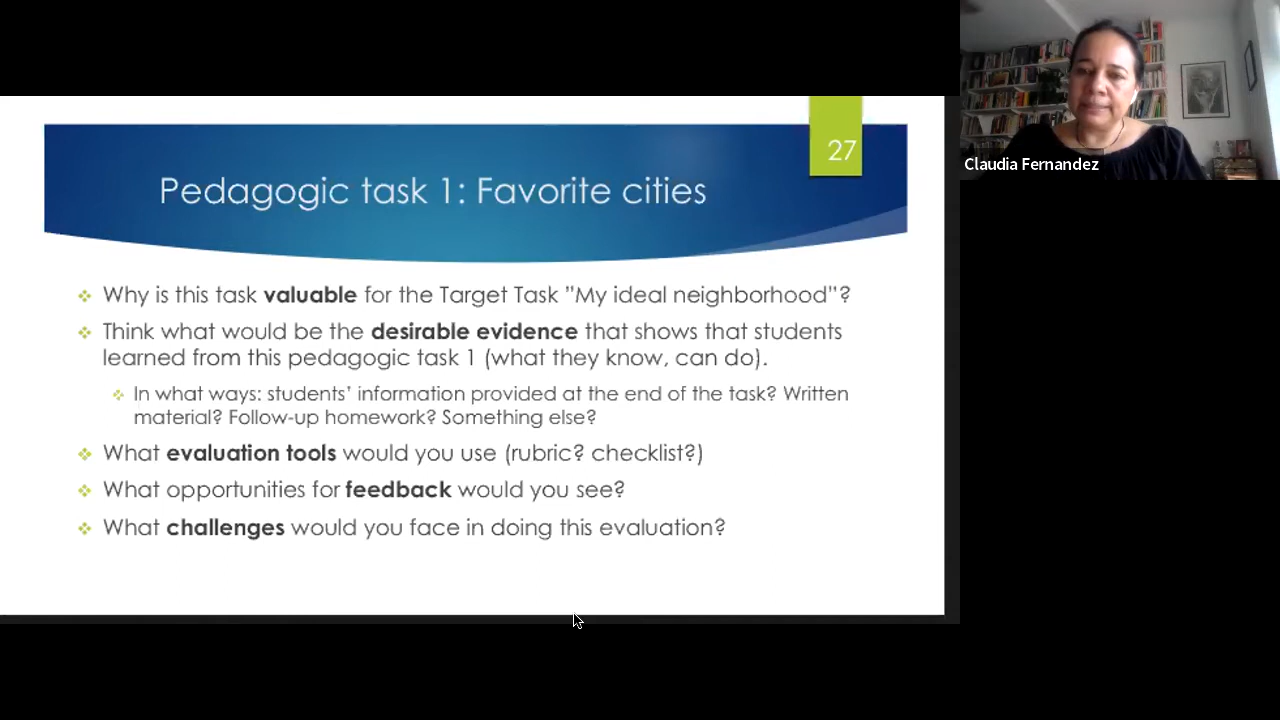 27
Pedagogic task 1: Favorite cities
Why is this task valuable for the Target Task ”My ideal neighborhood”?
Think what would be the desirable evidence that shows that students
learned from this pedagogic task 1 (what they know, can do).
In what ways: students’ information provided at the end of the task? Written
material? Follow-up homework? Something else?
What evaluation tools would you use (rubric? checklist?)
What opportunities for feedback would you see?
What challenges would you face in doing this evaluation?
Claudia Fernandez